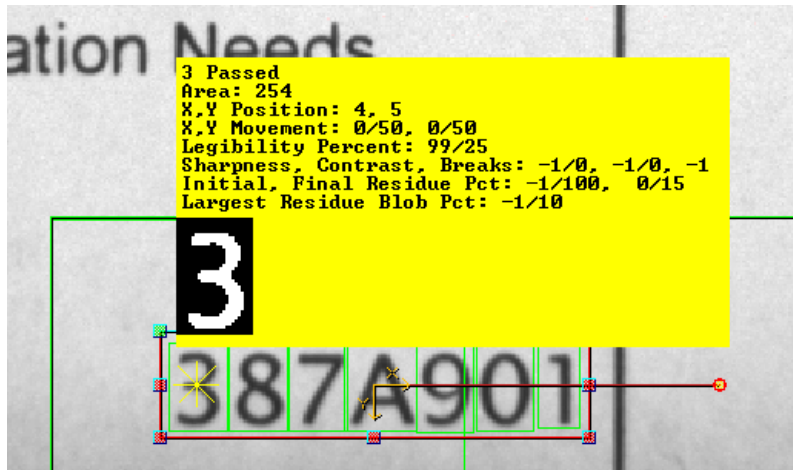 ation Needs
3 Passed
Area: 254
X,Y Position: 4, 5
X,Y Movement: 0/50, 0/50
Legibility Percent: 99/25
Sharpness, Contrast, Breaks: -1/0, -1/0, -1
Initial, Final Residue Pct: -1/100,  0/15
Largest Residue Blob Pct: -1/10
3
387A901
X
Y